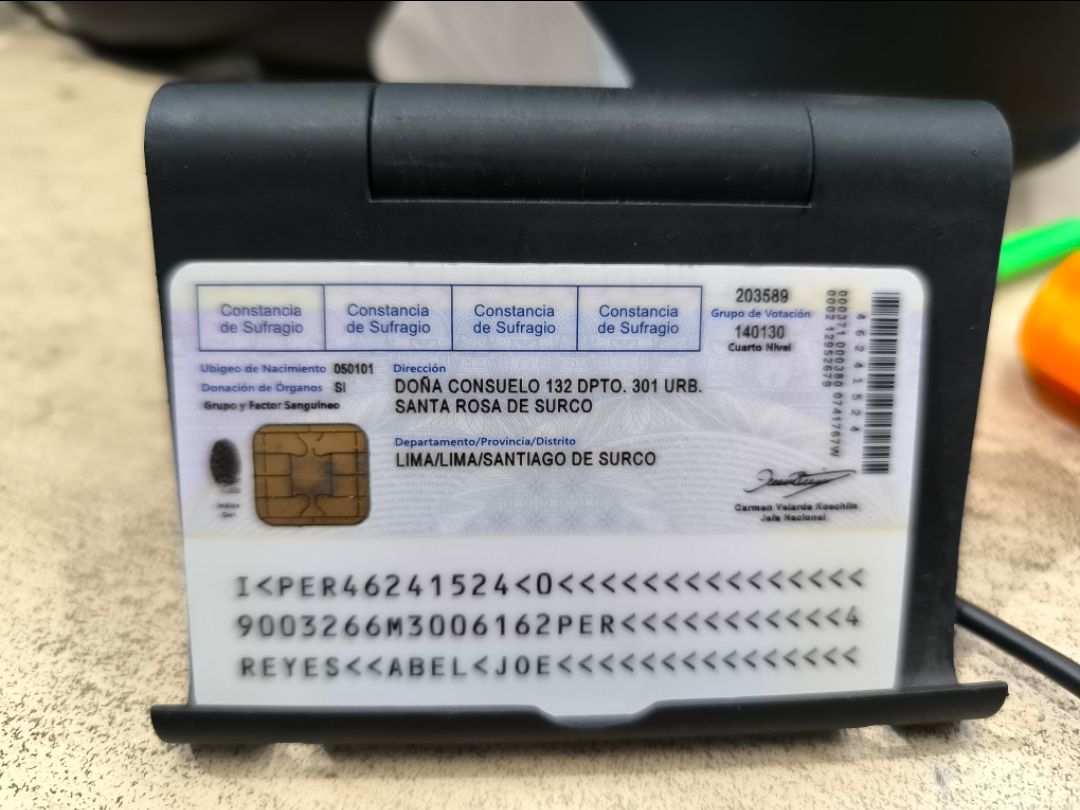 Constancia de Sufragio Constancia de Sufragio Constancia de Sufragio Constancia de Sufragio
203589
Grupo de Votación
140130
Cuarto Nivel
Ubigeo de Nacimiento 050101
Donación de Órganos SI
Grupo y Factor Sanguíneo
Dirección
DOÑA CONSUELO 132 DPTO. 301 URB.
SANTA ROSA DE SURCO
Departamento/Provincia/Distrito
LIMA/LIMA/SANTIAGO DE SURCO
46241524
Carmen Velarde Koechlin
Jefa Nacional
I<PER46241524<0<<<<<<<<<<<<<<<
9003266M3006162PER<<<<<<<<<<<4
REYES<<ABEL<JOE<<<<<<<<<<<<<<<